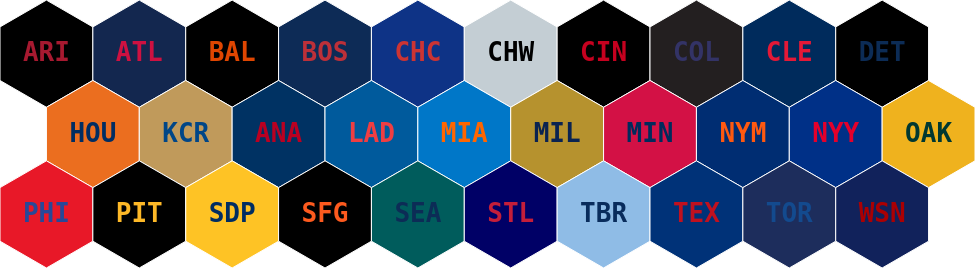 ARI ATL BAL BOS CHC CHW CIN COL CLE DET
HOU KCR ANA LAD MIA MIL MIN NYM NYY OAK
PHI PIT SDP SFG SEA STL TBR TEX TOR WSN